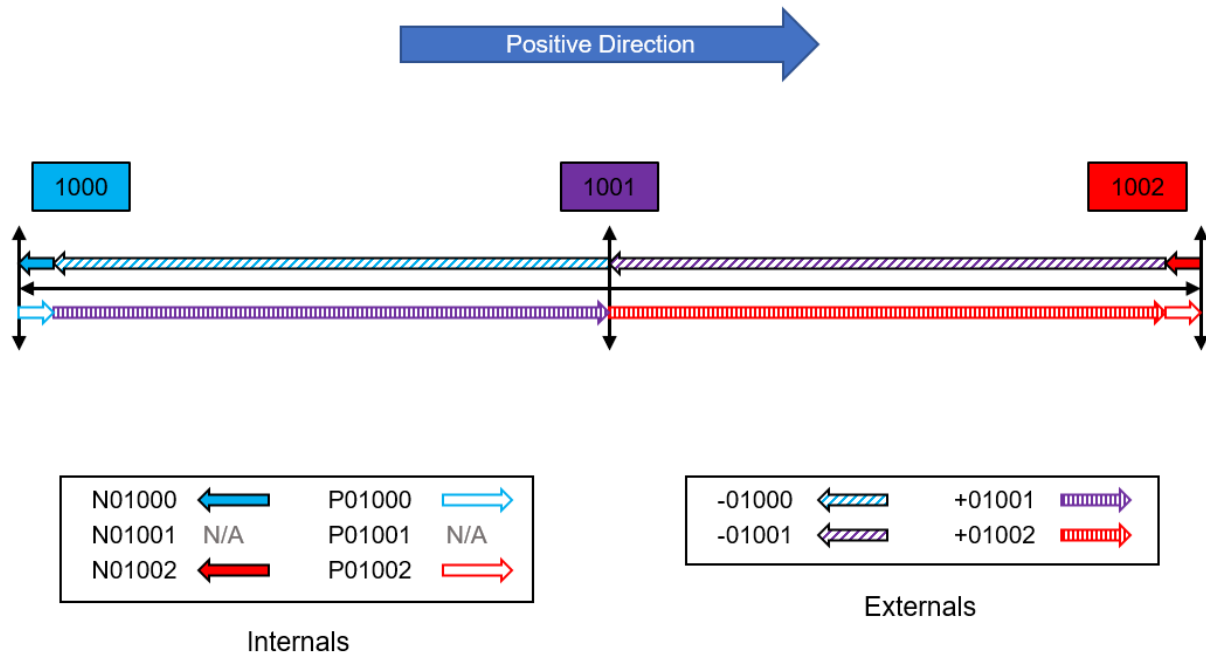 Positive Direction
1000 1001 1002
N01000 P01000
N01001 N/A P01001 N/A
N01002 P01002
Internals
-01000 +01001
-01001 +01002
Externals